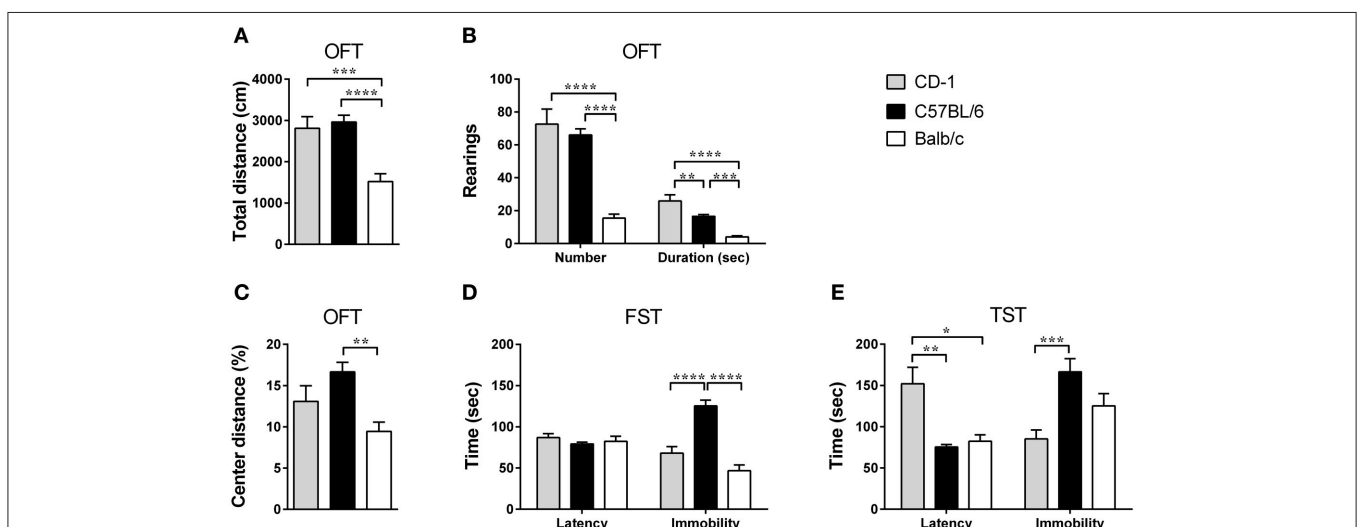 A
OFT
Total distance (cm)
4000
3000
2000
1000
0
***
****
B
OFT
Rearings
100
80
60
40
20
0
****
****
****
** ***
Number Duration (sec)
CD-1
C57BL/6
Balb/c
C
OFT
Center distance (%)
20
15
10
5
0
**
D
FST
Time (sec)
200
150
100
50
0
**** ****
Latency Immobility
E
TST
Time (sec)
200
150
100
50
0
*
**
***
Latency Immobility